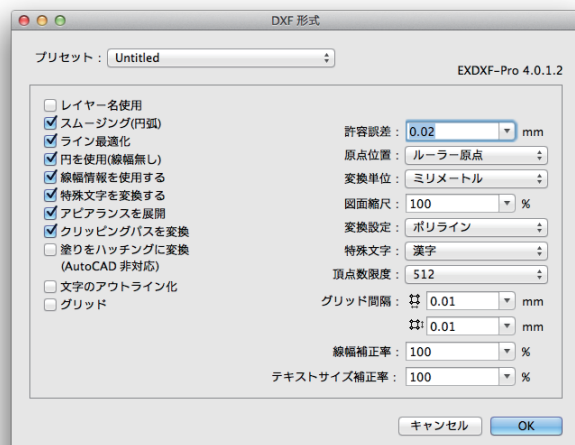 DXF 形式
プリセット： Untitled
EXDXF-Pro 4.0.1.2
レイヤー名使用
スムージング(円弧)
ライン最適化
円を使用(線幅無し)
線幅情報を使用する
特殊文字を変換する
アピアランスを展開
クリッピングパスを変換
塗りをハッチングに変換
(AutoCAD 非対応)
文字のアウトライン化
グリッド
許容誤差： 0.02 mm
原点位置： ルーラー原点
変換単位： ミリメートル
図面縮尺： 100 %
変換設定： ポリライン
特殊文字： 漢字
頂点数限度： 512
グリッド間隔： 0.01 mm
0.01 mm
線幅補正率： 100 %
テキストサイズ補正率： 100 %
キャンセル OK